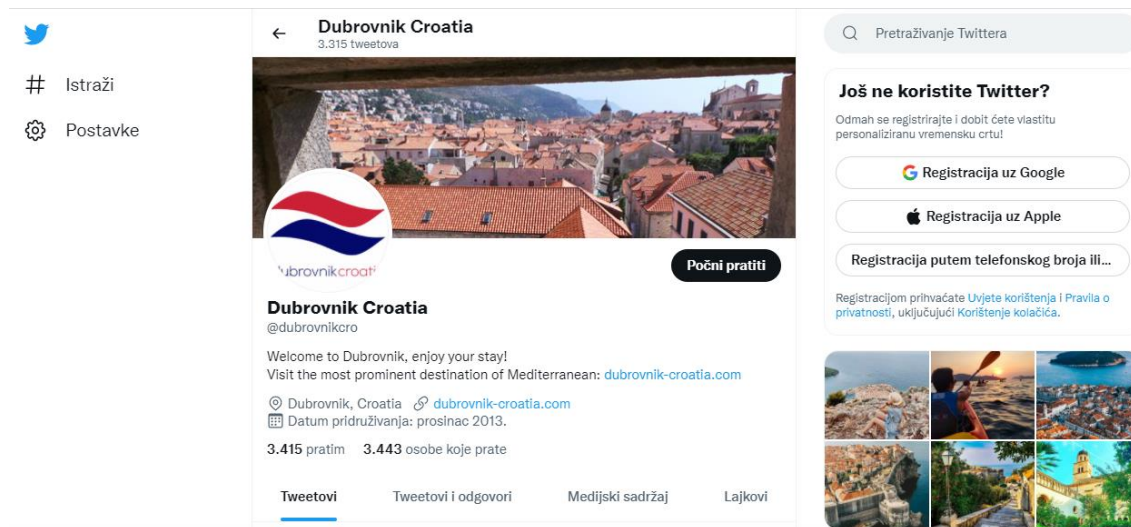 Istraži
Postavke
Dubrovnik Croatia
3.315 tweetova
dubrovnikcroati
Počni pratiti
Dubrovnik Croatia
@dubrovnikcro
Welcome to Dubrovnik, enjoy your stay!
Visit the most prominent destination of Mediterranean: dubrovnik-croatia.com
Dubrovnik, Croatia dubrovnik-croatia.com
Datum pridruživanja: prosinac 2013.
3.415 pratim 3.443 osobe koje prate
Tweetovi Tweetovi i odgovori Medijski sadržaj Lajkovi
Pretraživanje Twittera
Još ne koristite Twitter?
Odmah se registrirajte i dobit ćete vlastitu
personaliziranu vremensku crtu!
Registracija uz Google
Registracija uz Apple
Registracija putem telefonskog broja ili...
Registracijom prihvaćate Uvjete korištenja i Pravila o
privatnosti, uključujući Korištenje kolačića.